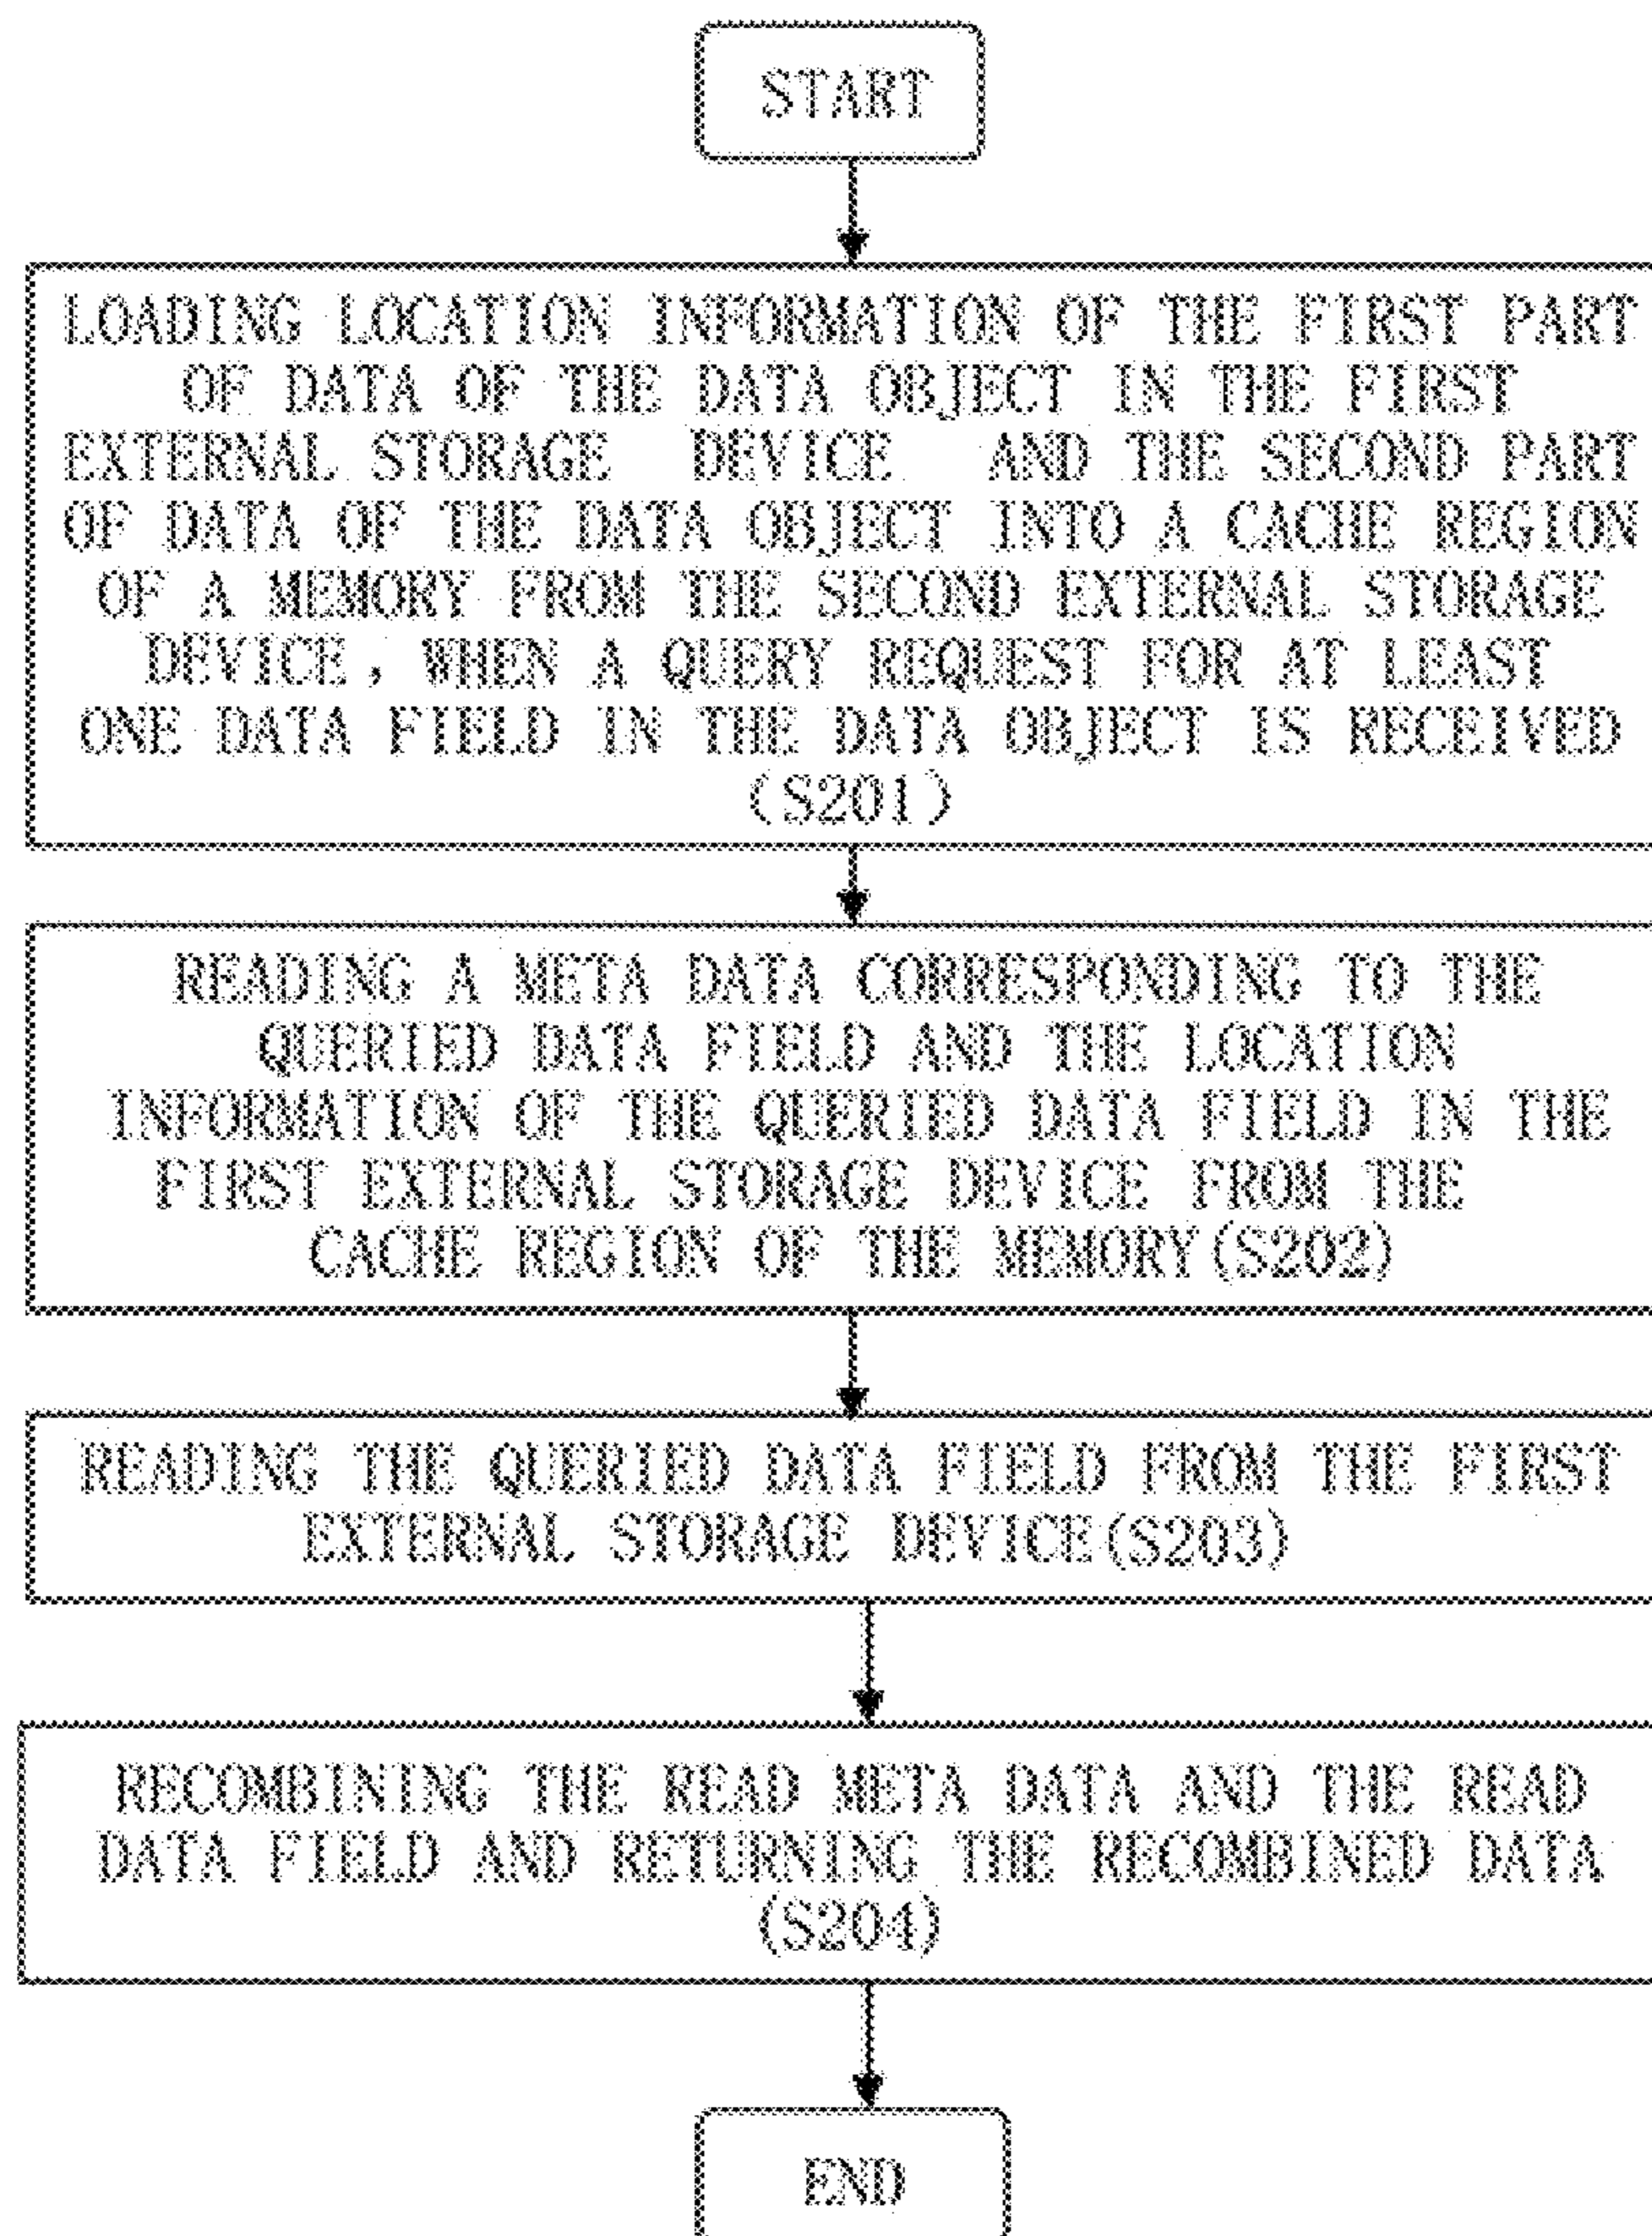 START
LOADING LOCATION INFORMATION OF THE FIRST PART
OF DATA OF THE DATA OBJECT IN THE FIRST
EXTERNAL STORAGE DEVICE AND THE SECOND PART
OF DATA OF THE DATA OBJECT INTO A CACHE REGION
OF A MEMORY FROM THE SECOND EXTERNAL STORAGE
DEVICE, WHEN A QUERY REQUEST FOR AT LEAST
ONE DATA FIELD IN THE DATA OBJECT IS RECEIVED
(S201)
READING A META DATA CORRESPONDING TO THE
QUERIED DATA FIELD AND THE LOCATION
INFORMATION OF THE QUERIED DATA FIELD IN THE
FIRST EXTERNAL STORAGE DEVICE FROM THE
CACHE REGION OF THE MEMORY(S202)
READING THE QUERIED DATA FIELD FROM THE FIRST
EXTERNAL STORAGE DEVICE(S203)
RECOMBINING THE READ META DATA AND THE READ
DATA FIELD AND RETURNING THE RECOMBINED DATA
(S204)
END